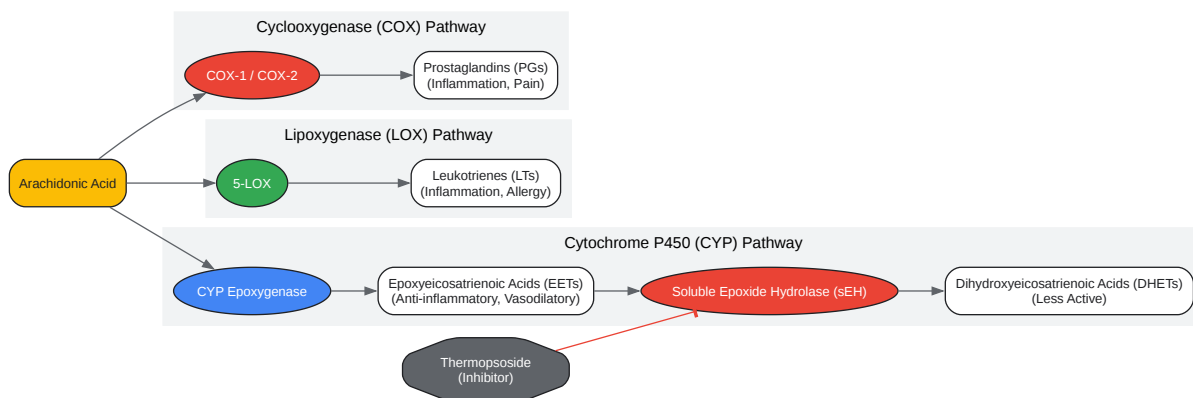 Cyclooxygenase (COX) Pathway
COX-1 / COX-2
Prostaglandins (PGs)
(Inflammation, Pain)
Lipoxygenase (LOX) Pathway
Arachidonic Acid
5-LOX
Leukotrienes (LTs)
(Inflammation, Allergy)
Cytochrome P450 (CYP) Pathway
CYP Epoxygenase
Epoxyeicosatrienoic Acids (EETs)
(Anti-inflammatory, Vasodilatory)
Soluble Epoxide Hydrolase (sEH)
Dihydroxyeicosatrienoic Acids (DHETs)
(Less Active)
Thermopsoside
(Inhibitor)